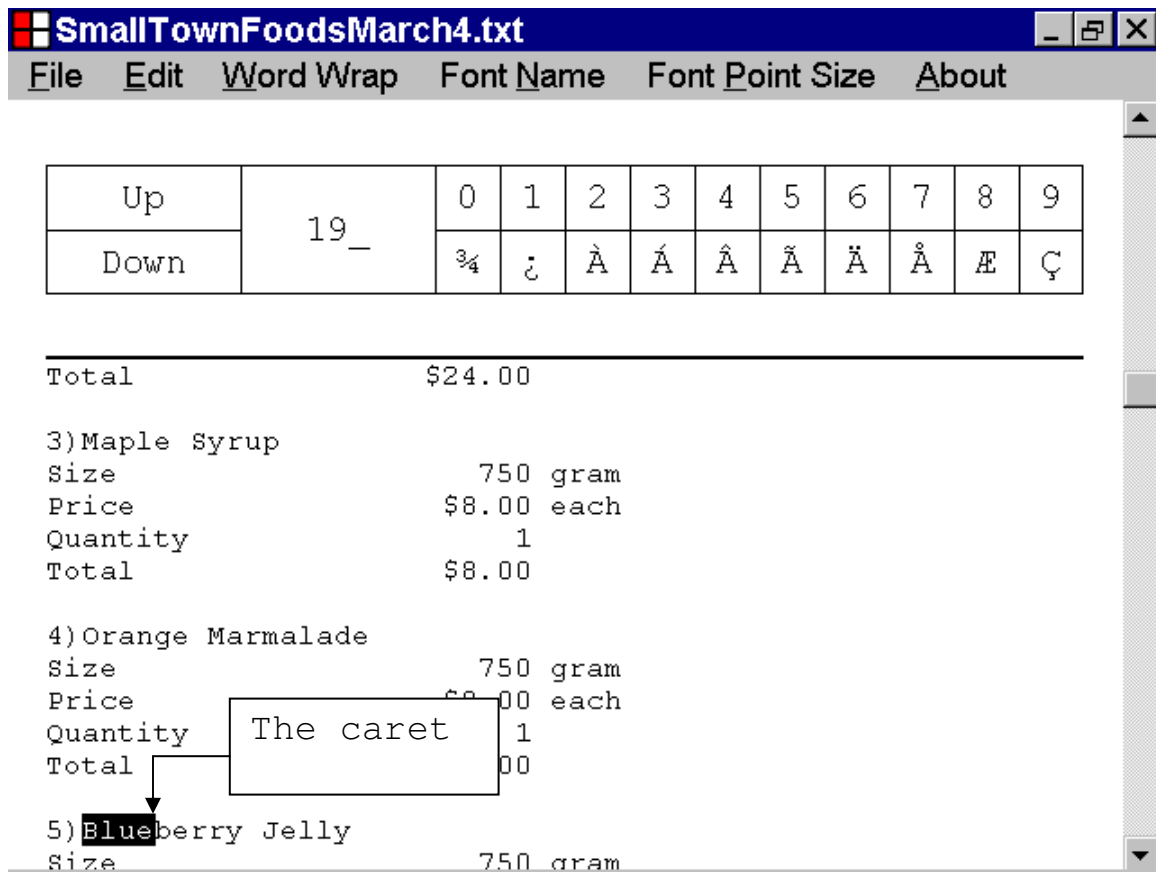 SmallTownFoodsMarch4.txt
File Edit Word Wrap Font Name Font Point Size About
Up 19_ 0 1 2 3 4 5 6 7 8 9
Down ¾ ¿ À Á Â Ã Ä Å Æ Ç
Total $24.00
3)Maple Syrup
Size 750 gram
Price $8.00 each
Quantity 1
Total $8.00
4)Orange Marmalade
Size 750 gram
Price 00 each
The caret
Quantity 1
Total 00
5)Blueberry Jelly
Size 750 gram